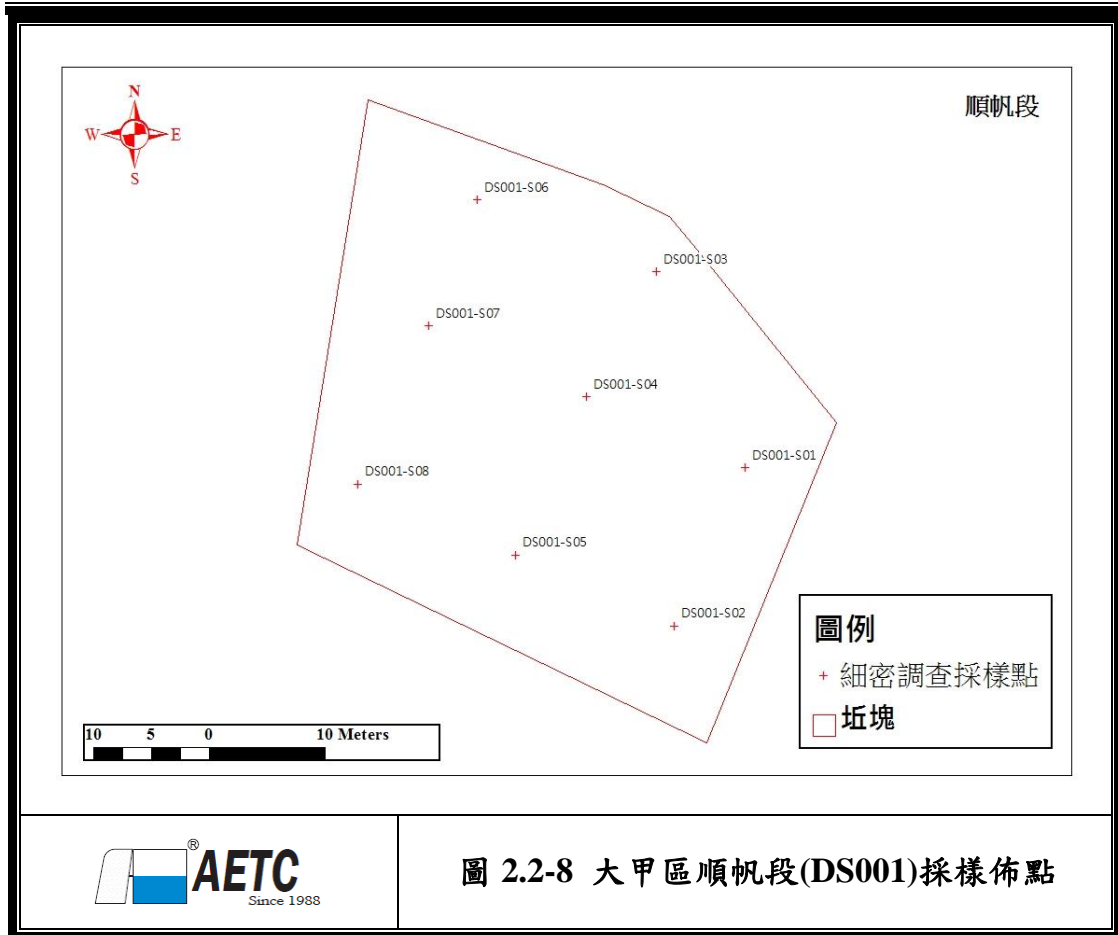 N
順帆段
W E
S
DS001-S06
DS001-S03
DS001-S07
DS001-S04
DS001-S01
DS001-S08
DS001-S05
DS001-S02
圖例
細密調查採樣點
坵塊
10 5 0 10 Meters
®
AETC
Since 1988
圖 2.2-8 大甲區順帆段(DS001)採樣佈點